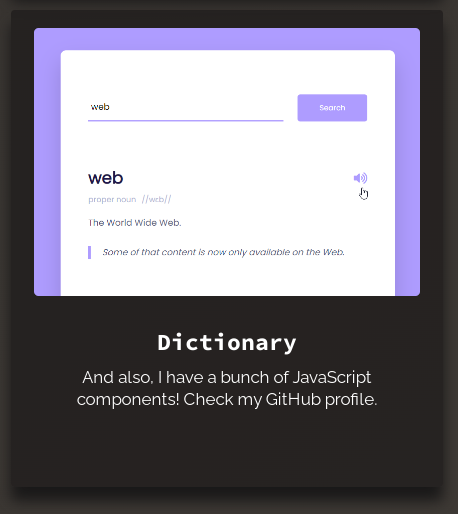 web
Search
web
proper noun //wɛb//
The World Wide Web.
Some of that content is now only available on the Web.
Dictionary
And also, I have a bunch of JavaScript
components! Check my GitHub profile.